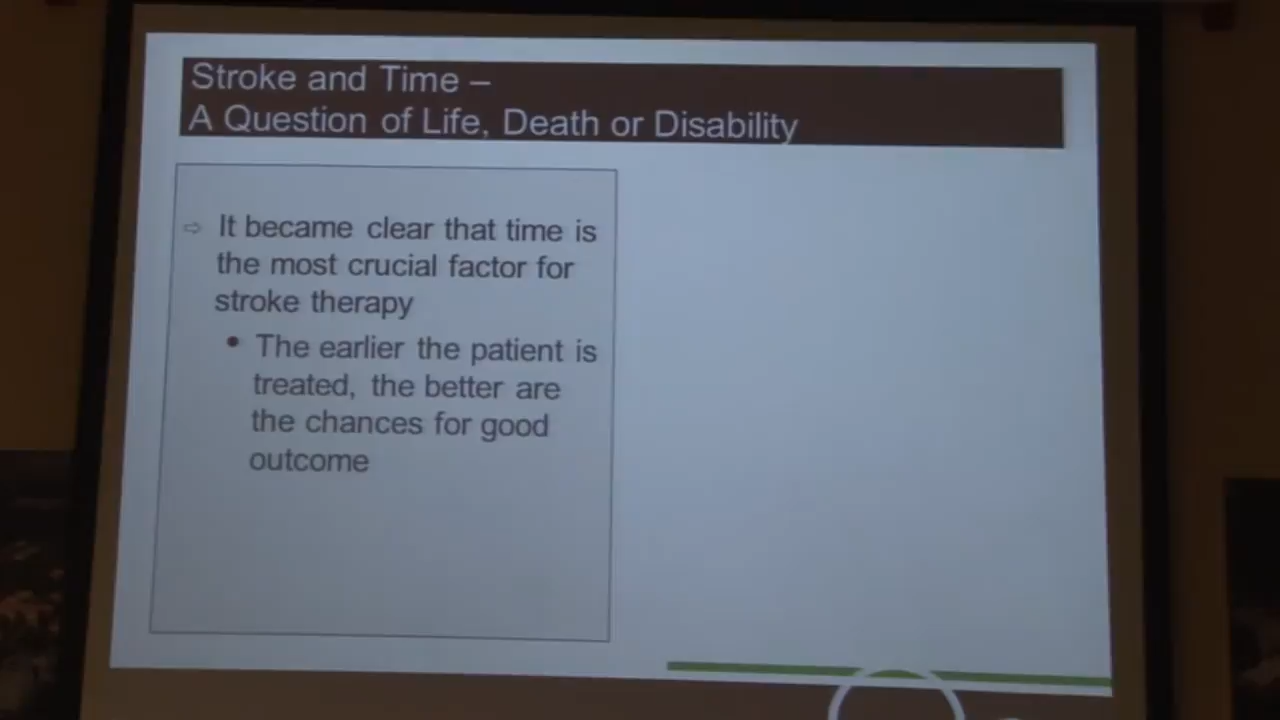 Stroke and Time –
A Question of Life, Death or Disability
⇨ It became clear that time is
the most crucial factor for
stroke therapy
• The earlier the patient is
treated, the better are
the chances for good
outcome